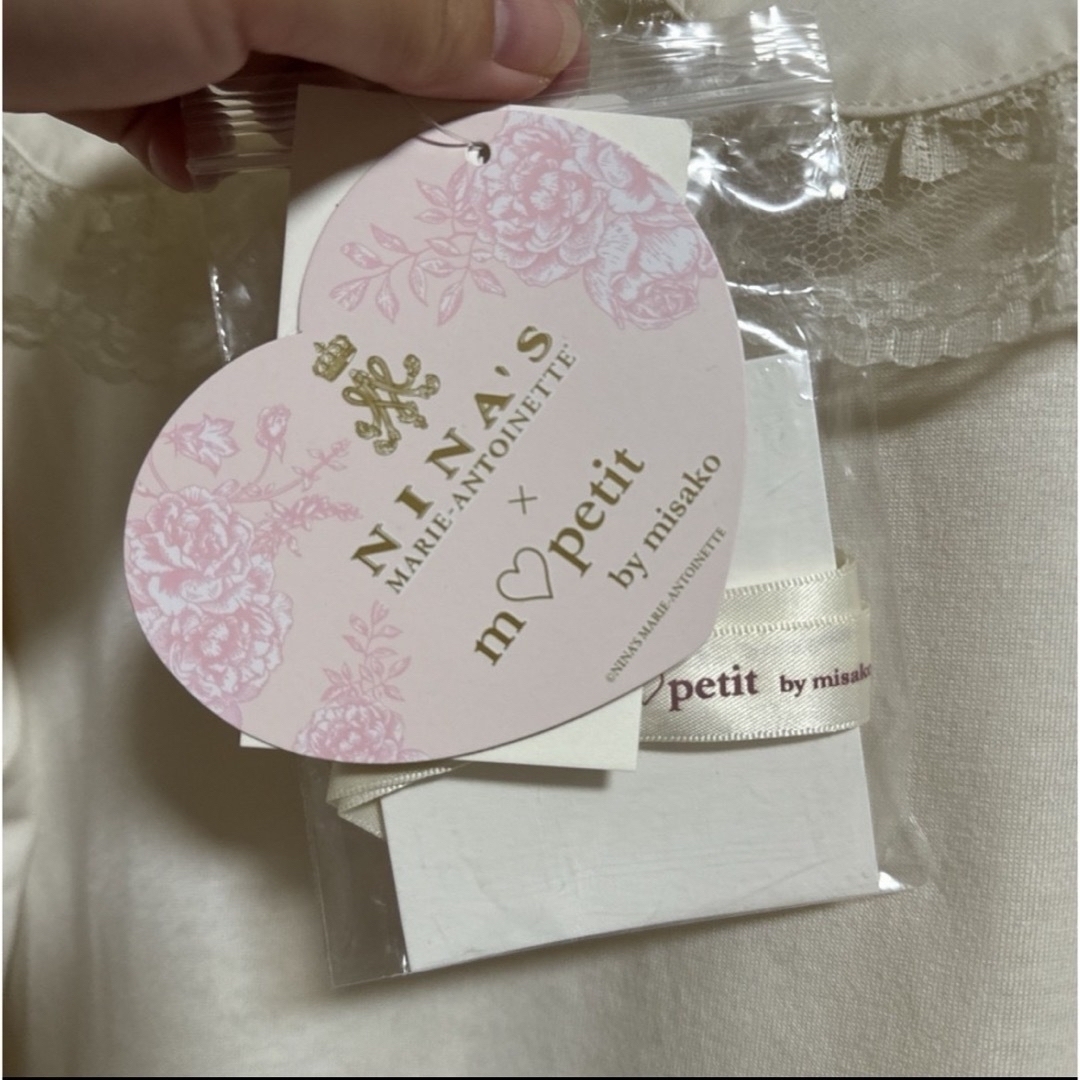 NINA'S
MARIE-ANTOINETTE®
×
m♡petit
by misako
©NINA'S MARIE-ANTOINETTE
♡petit by misako